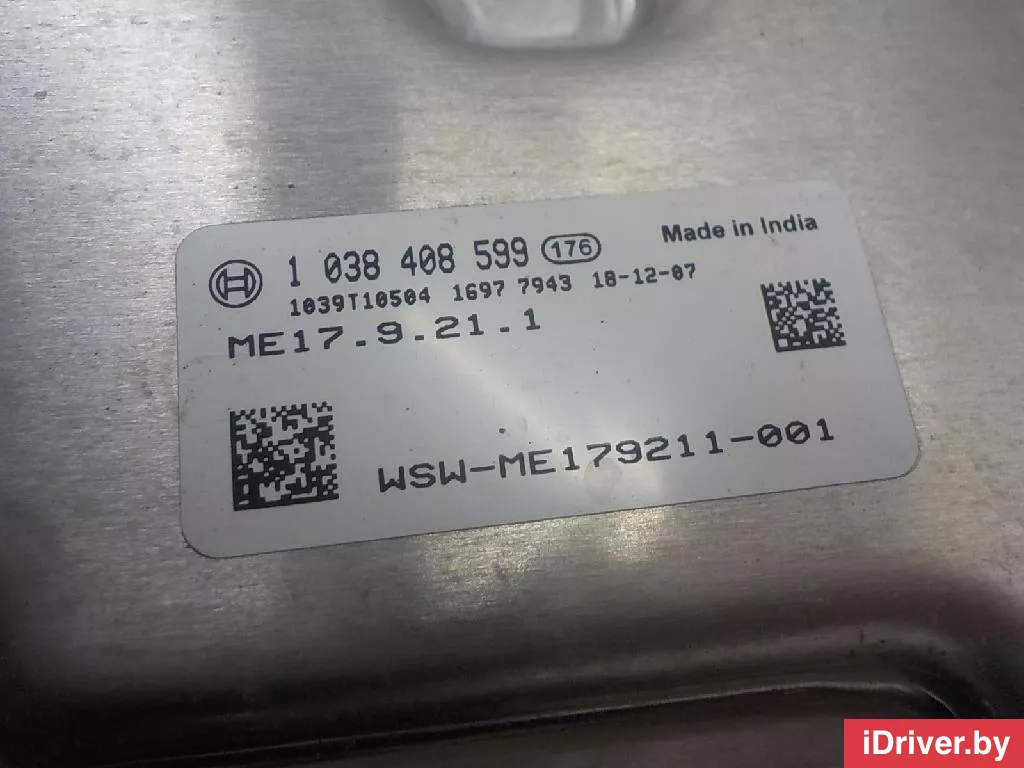 1 038 408 599 176 Made in India
1039T10504 1697 7943 18-12-07
ME17.9.21.1
WSW-ME179211-001
iDriver.by